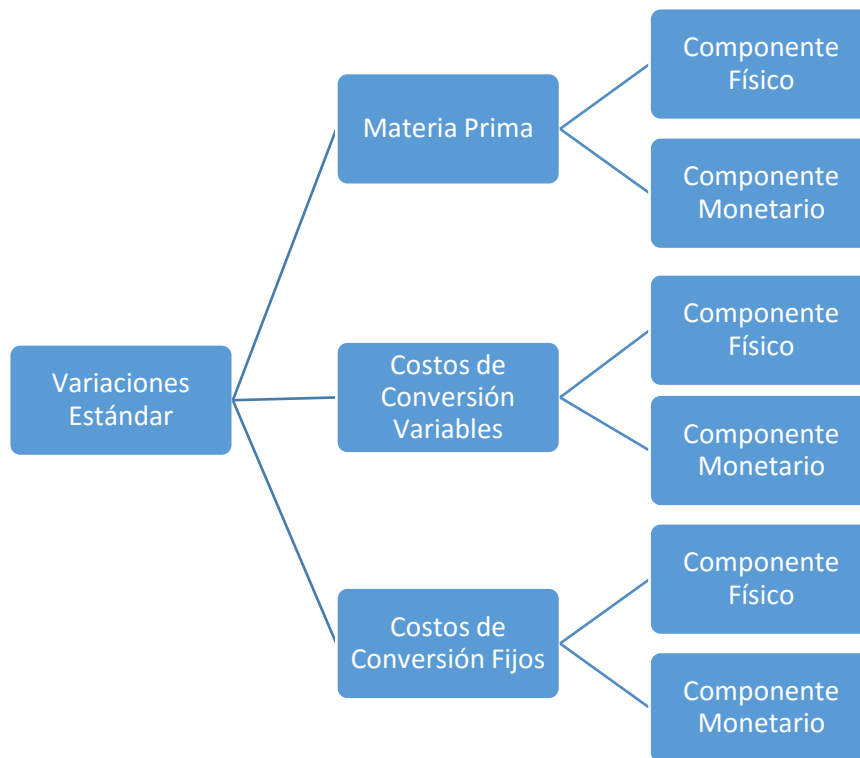 Variaciones
Estándar
Materia Prima
Componente
Físico
Componente
Monetario
Costos de
Conversión
Variables
Componente
Físico
Componente
Monetario
Costos de
Conversión Fijos
Componente
Físico
Componente
Monetario